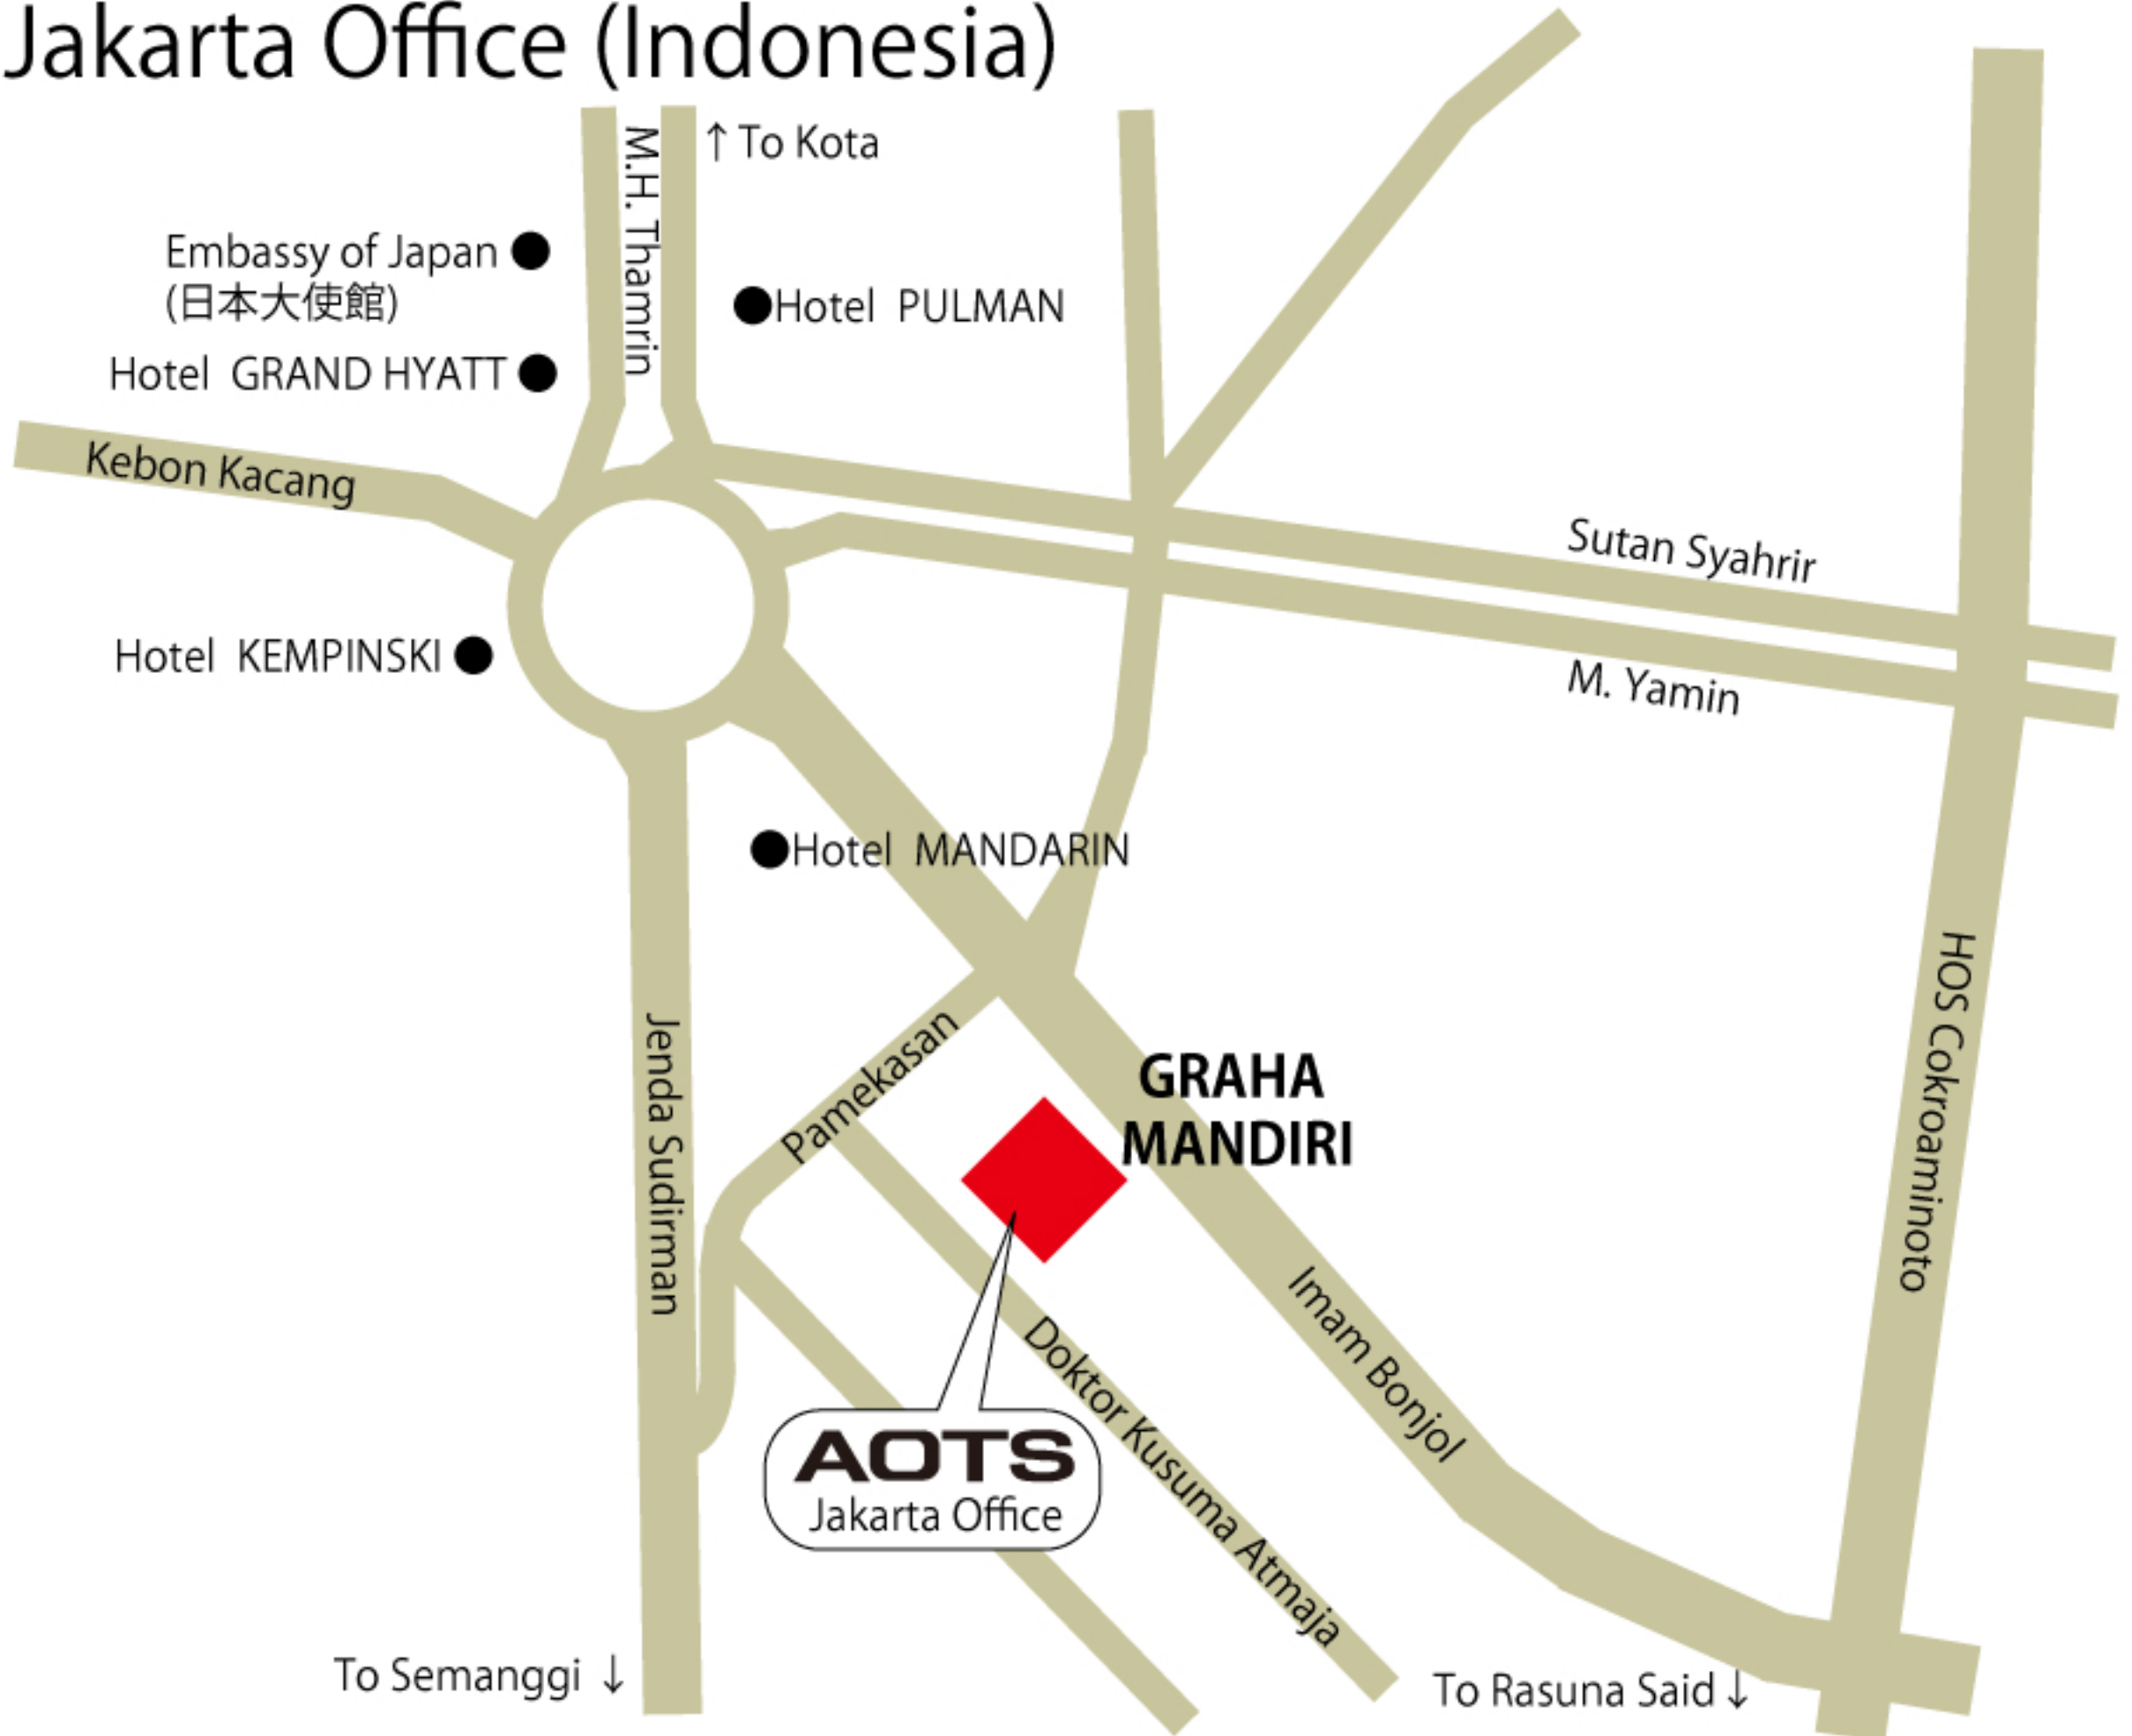 Jakarta Office (Indonesia)
↑ To Kota
M.H. Thamrin
Embassy of Japan
(日本大使館)
Hotel PULMAN
Hotel GRAND HYATT
Kebon Kacang
Sutan Syahrir
Hotel KEMPINSKI
M. Yamin
Hotel MANDARIN
HOS Cokroaminoto
Jenda Sudirman
Pamekasan
GRAHA
MANDIRI
Imam Bonjol
Doktor Kusuma Atmaja
AOTS
Jakarta Office
To Semanggi ↓
To Rasuna Said ↓